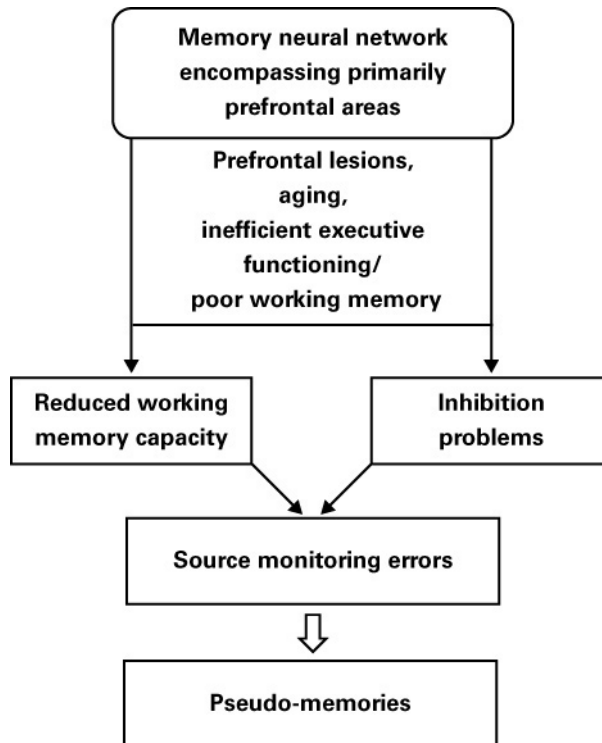 Memory neural network
encompassing primarily
prefrontal areas
Prefrontal lesions,
aging,
inefficient executive
functioning/
poor working memory
Reduced working
memory capacity
Inhibition
problems
Source monitoring errors
Pseudo-memories